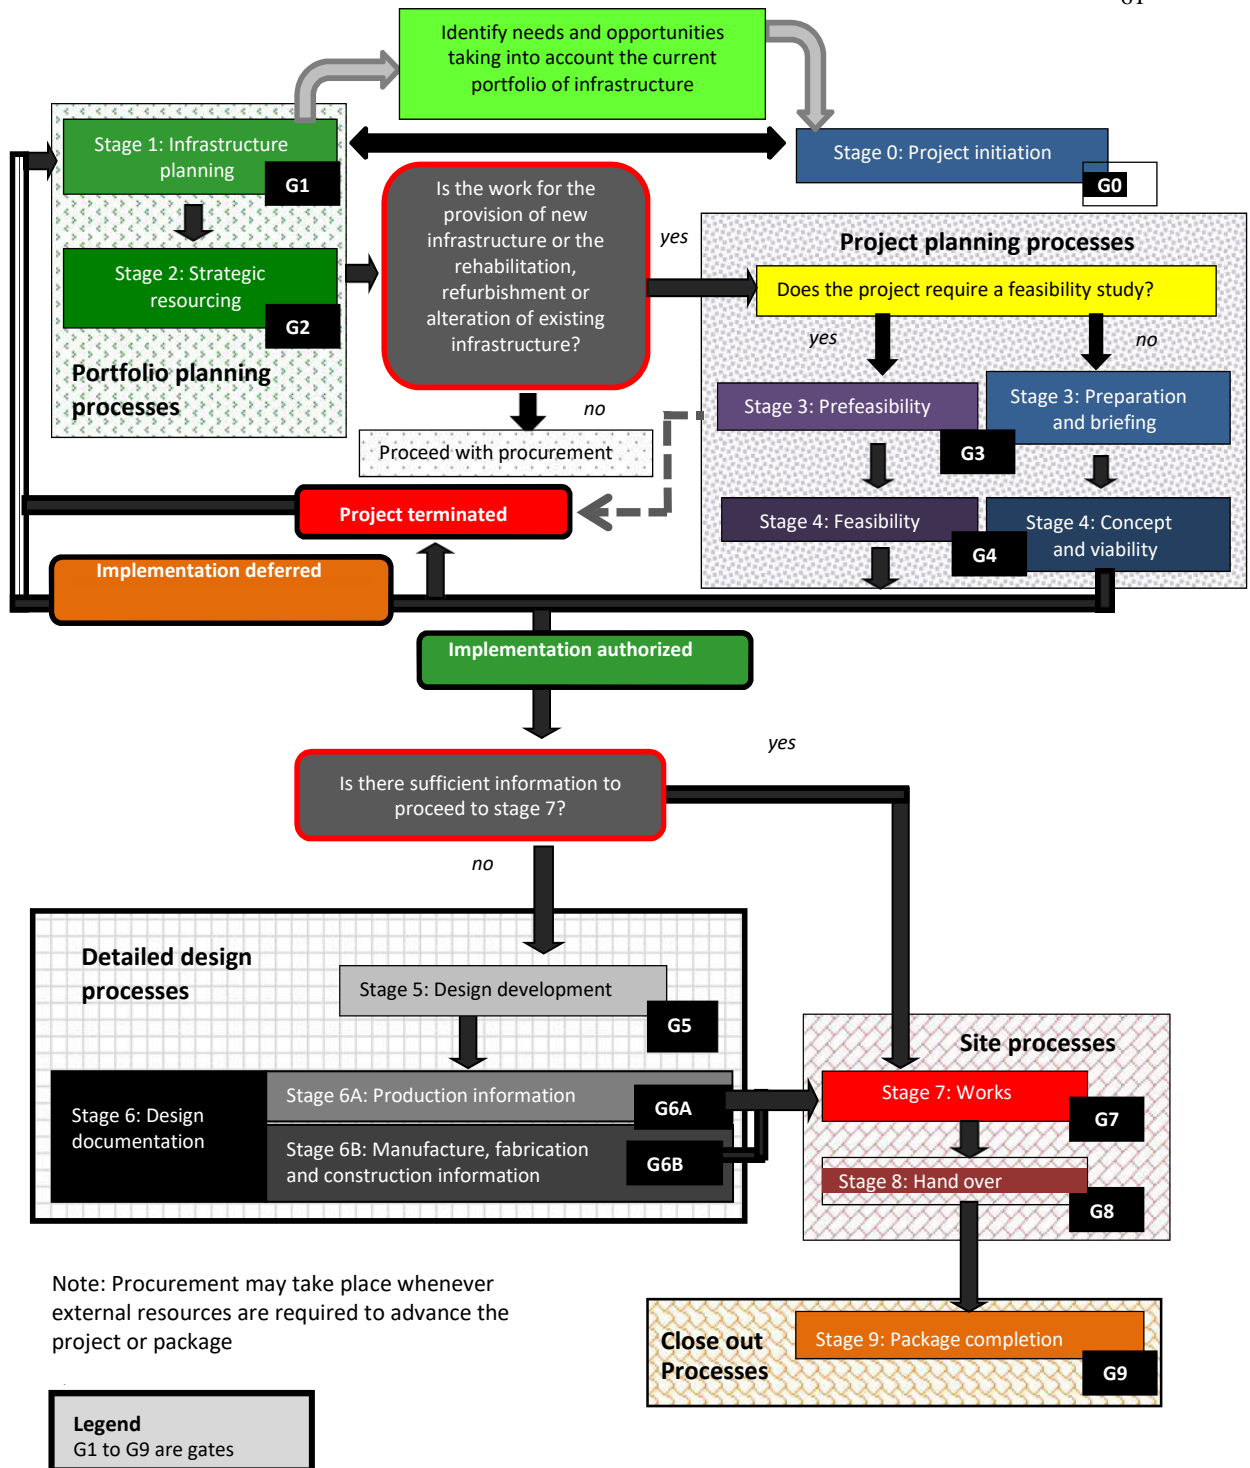 Identify needs and opportunities
taking into account the current
portfolio of infrastructure
Stage 1: Infrastructure
planning
G1
Stage 0: Project initiation
G0
Is the work for the
provision of new
infrastructure or the
rehabilitation,
refurbishment or
alteration of existing
infrastructure?
yes
Stage 2: Strategic
resourcing
G2
Portfolio planning
processes
no
Proceed with procurement
Project planning processes
Does the project require a feasibility study?
yes
no
Stage 3: Prefeasibility
Stage 3: Preparation
and briefing
G3
Stage 4: Feasibility
Stage 4: Concept
and viability
G4
Project terminated
Implementation deferred
Implementation authorized
Is there sufficient information to
proceed to stage 7?
yes
no
Detailed design
processes
Stage 5: Design development
G5
Stage 6: Design
documentation
Stage 6A: Production information
G6A
Stage 6B: Manufacture, fabrication
and construction information
G6B
Site processes
Stage 7: Works
G7
Stage 8: Hand over
G8
Note: Procurement may take place whenever
external resources are required to advance the
project or package
Close out
Processes
Stage 9: Package completion
G9
Legend
G1 to G9 are gates